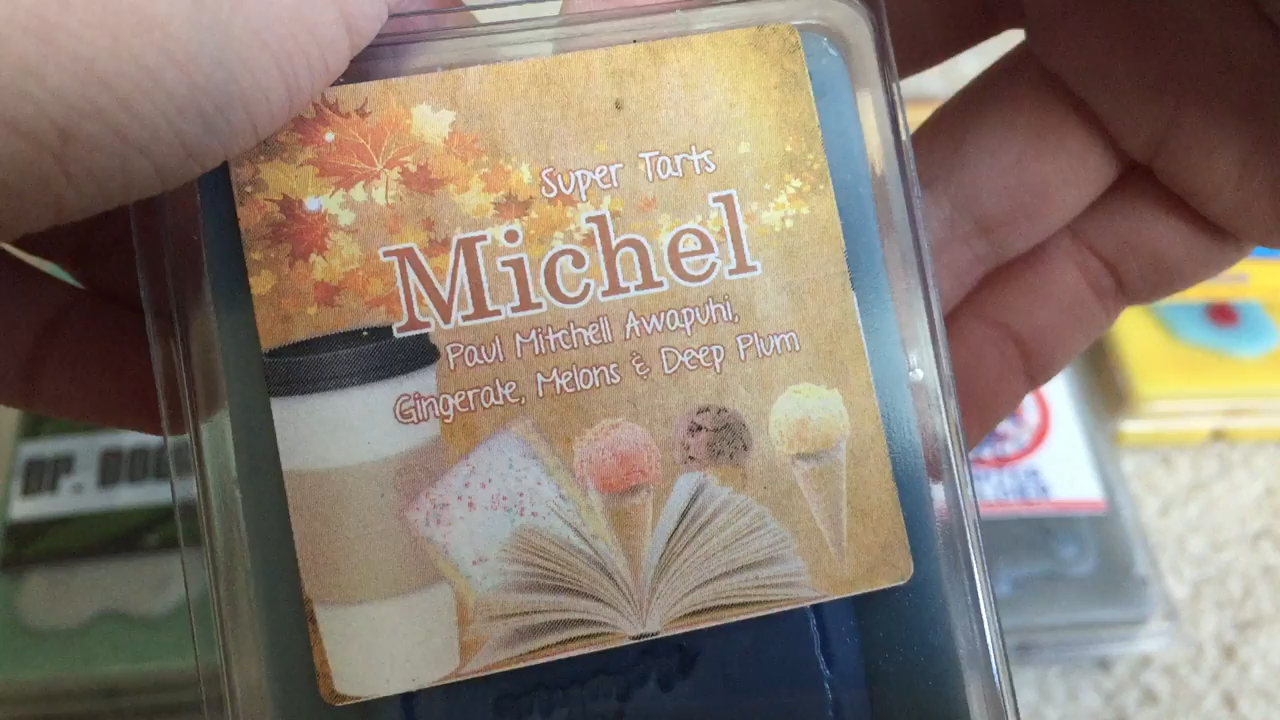 Super Tarts
Michel
Paul Mitchell Awapuhi,
Gingerale, Melons & Deep Plum